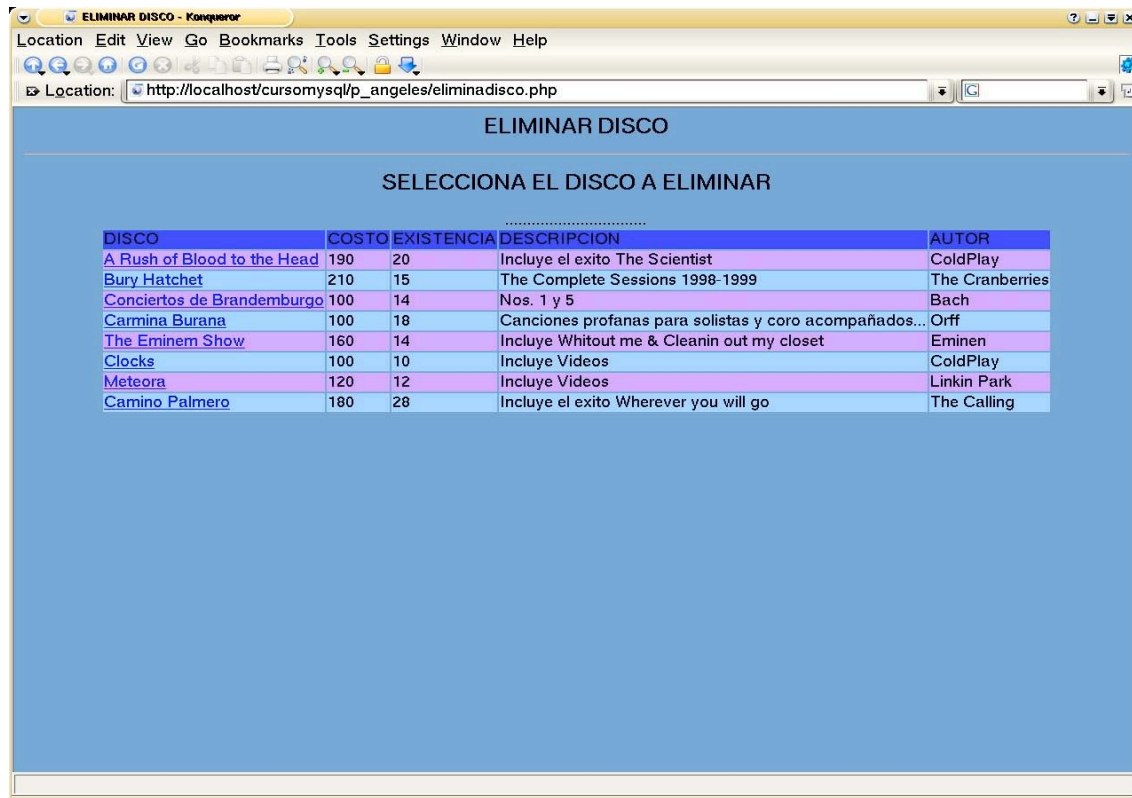 ELIMINAR DISCO - Konqueror
Location Edit View Go Bookmarks Tools Settings Window Help
Location: http://localhost/cursomysql/p_angeles/eliminadisco.php
ELIMINAR DISCO
SELECCIONA EL DISCO A ELIMINAR
................................
DISCO COSTO EXISTENCIA DESCRIPCION AUTOR
A Rush of Blood to the Head 190 20 Incluye el exito The Scientist ColdPlay
Bury Hatchet 210 15 The Complete Sessions 1998-1999 The Cranberries
Conciertos de Brandemburgo 100 14 Nos. 1 y 5 Bach
Carmina Burana 100 18 Canciones profanas para solistas y coro acompañados... Orff
The Eminem Show 160 14 Incluye Whitout me & Cleanin out my closet Eminen
Clocks 100 10 Incluye Videos ColdPlay
Meteora 120 12 Incluye Videos Linkin Park
Camino Palmero 180 28 Incluye el exito Wherever you will go The Calling